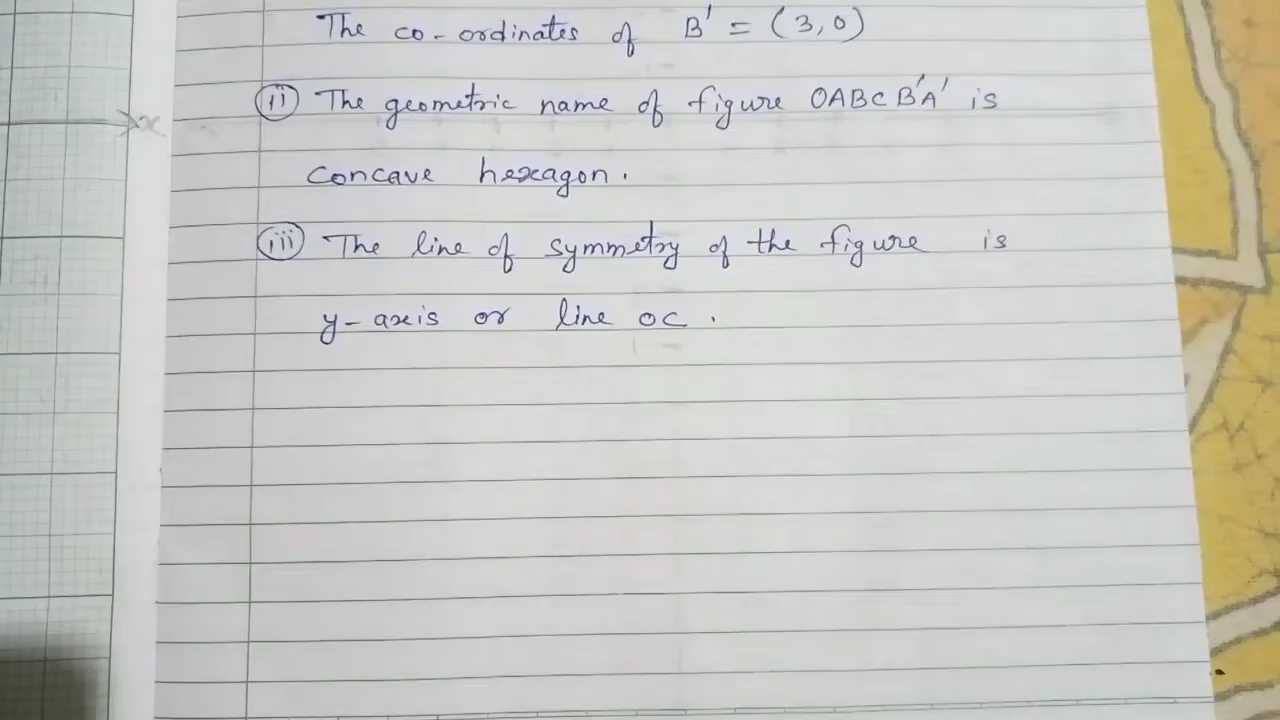 The co-ordinates of B' = (3,0)
(ii) The geometric name of figure OABCB'A' is
concave hexagon.
(iii) The line of symmetry of the figure is
y-axis or line OC.
x